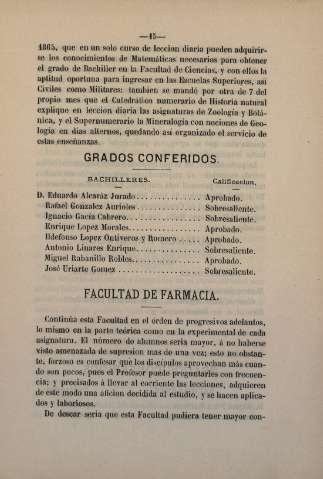 —15—
1865, que en un solo curso de leccion diaria pueden adquirir-
se los conocimientos de Matemáticas necesarios para obtener
el grado de Bachiller en la Facultad de Ciencias, y con ellos la
aptitud oportuna para ingresar en las Escuelas Superiores, así
Civiles como Militares: tambien se mandó por otra de 7 del
propio mes que el Catedrático numerario de Historia natural
explique en leccion diaria las asignaturas de Zoología y Botá-
nica, y el Supernumerario la Mineralogía con nociones de Geo-
logía en dias alternos, quedando así organizado el servicio de
estas enseñanzas.
GRADOS CONFERIDOS.
BACHILLERES. Calificacion.
D. Eduardo Alcaráz Jurado............ Aprobado.
Rafael Gonzalez Aurioles............ Sobresaliente.
Ignacio Gacía Cabrero............ Sobresaliente.
Enrique Lopez Morales............ Aprobado.
Ildefonso Lopez Ontiveros y Romero..... Aprobado.
Antonio Linares Enrique............ Sobresaliente.
Miguel Rabanillo Robles............ Aprobado.
José Uriarte Gomez............ Sobresaliente.
FACULTAD DE FARMACIA.
Continúa esta Facultad en el órden de progresivos adelantos,
lo mismo en la parte teórica como en la experimental de cada
asignatura. El número de alumnos seria mayor, á no haberse
visto amenazada de supresion mas de una vez; esto no obstan-
te, forzoso es confesar que los discípulos aprovechan más cuan-
do son pocos, pues el Profesor puede preguntarles con frecuen-
cia; y precisados á llevar al corriente las lecciones, adquieren
de este modo una aficion decidida al estudio, y se hacen aplica-
dos y laboriosos.
De desear seria que esta Facultad pudiera tener mayor con-